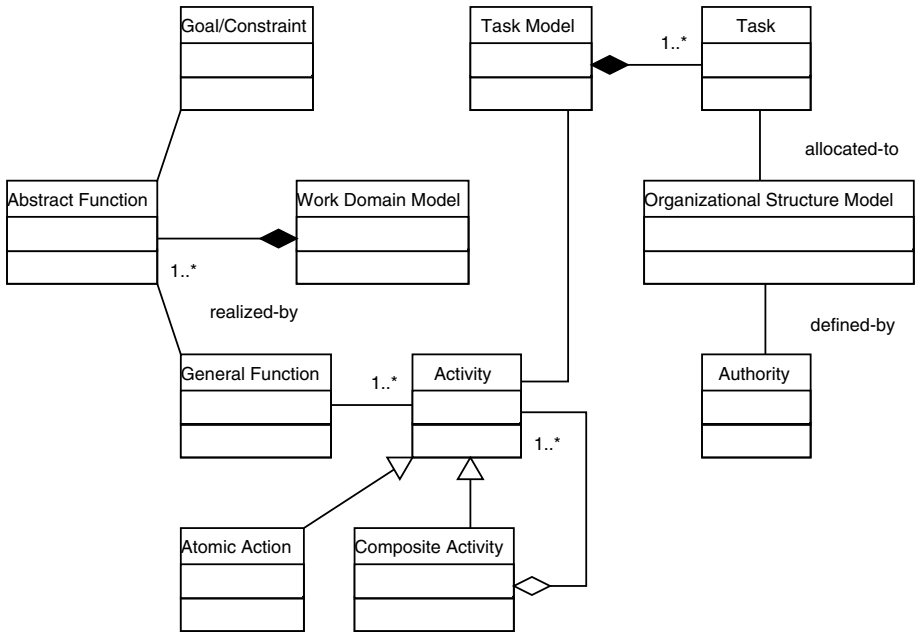 Goal/Constraint
Task Model
1..*
Task
allocated-to
Abstract Function
1..*
Work Domain Model
Organizational Structure Model
realized-by
defined-by
General Function
1..*
Activity
1..*
Authority
Atomic Action
Composite Activity